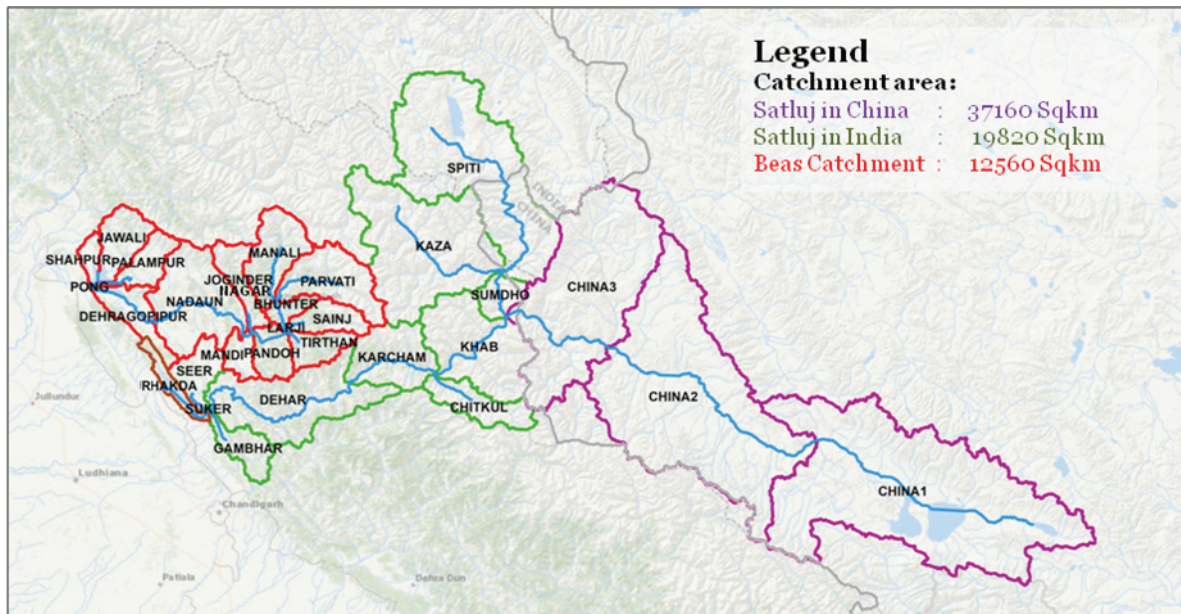 Legend
Catchment area:
Satluj in China : 37160 Sqkm
Satluj in India : 19820 Sqkm
Beas Catchment : 12560 Sqkm
SPITI
INDIA
CHINA
JAWALI
SHAHPUR
PALAMPUR
MANALI
KAZA
PONG
JOGINDER
NAGAR
PARVATI
SUMDHO
CHINA3
NADAUN
BHUNTER
DEHRAGOPIPUR
SAINJ
LARJI
TIRTHAN
MANDI
PANDOH
KARCHAM
KHAB
SEER
RHAKDA
DEHAR
CHITKUL
CHINA2
Jullundur
SUKER
GAMBHAR
Ludhiana
CHINA1
Chandigarh
Patiala
Dehra Dun